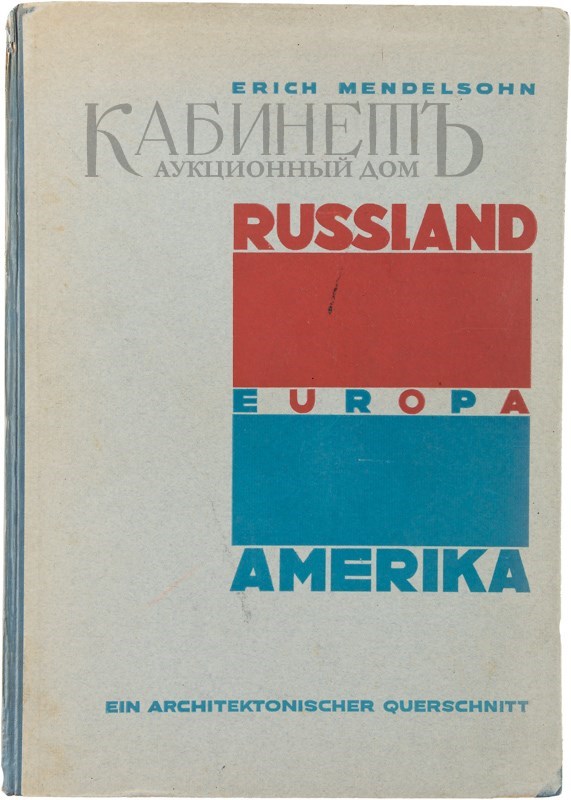 ERICH MENDELSOHN
КАБИНЕТЪ
АУКЦИОННЫЙ ДОМ
RUSSLAND
EUROPA
AMERIKA
EIN ARCHITEKTONISCHER QUERSCHNITT